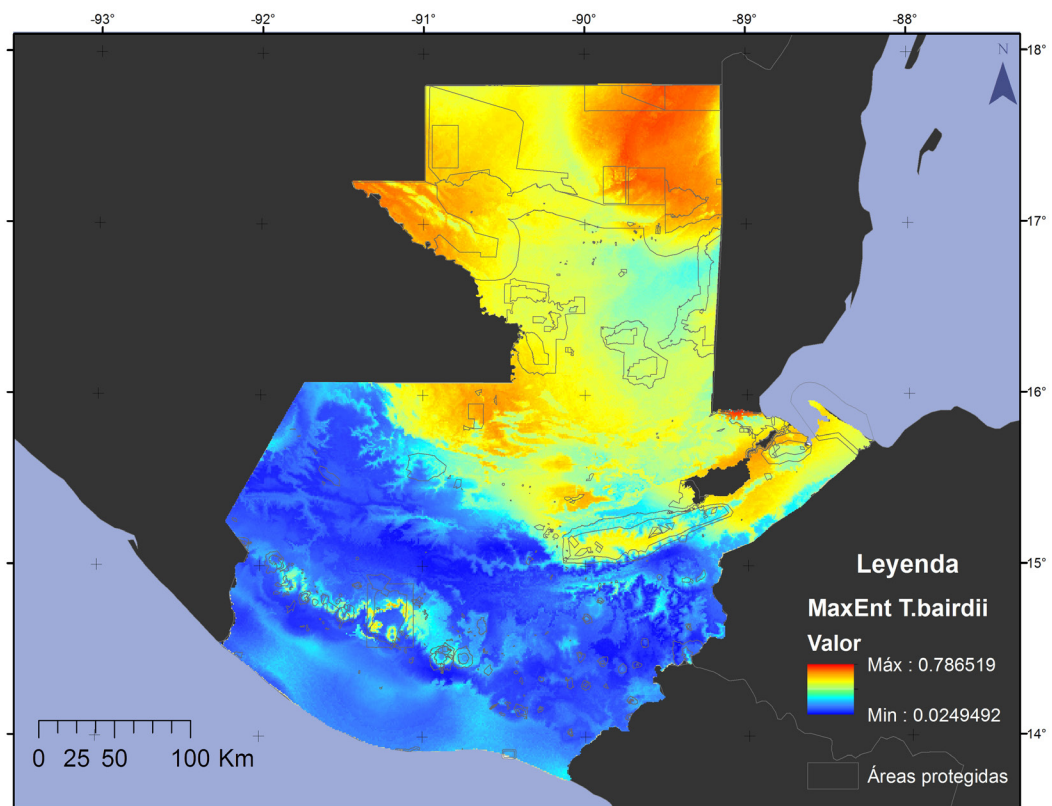 -93° -92° -91° -90° -89° -88°
N
18°
17°
16°
15°
14°
Leyenda
MaxEnt T.bairdii
Valor
Máx : 0.786519
Min : 0.0249492
Áreas protegidas
0 25 50 100 Km